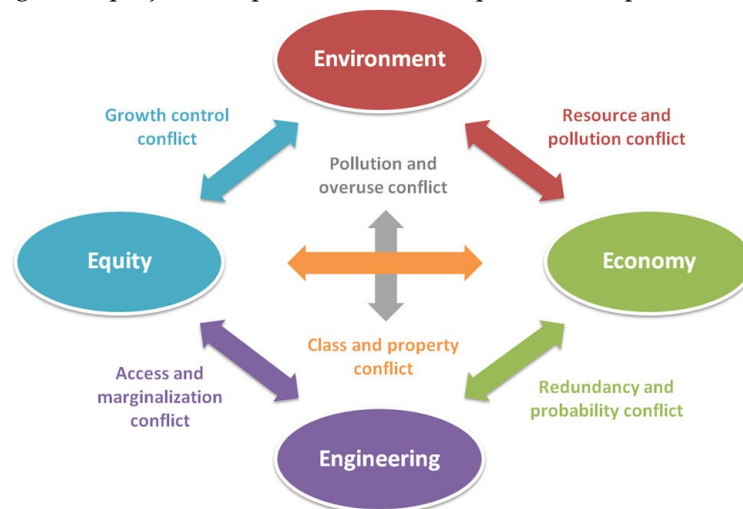 Environment
Growth control
conflict
Resource and
pollution conflict
Pollution and
overuse conflict
Equity
Economy
Class and property
conflict
Access and
marginalization
conflict
Redundancy and
probability conflict
Engineering